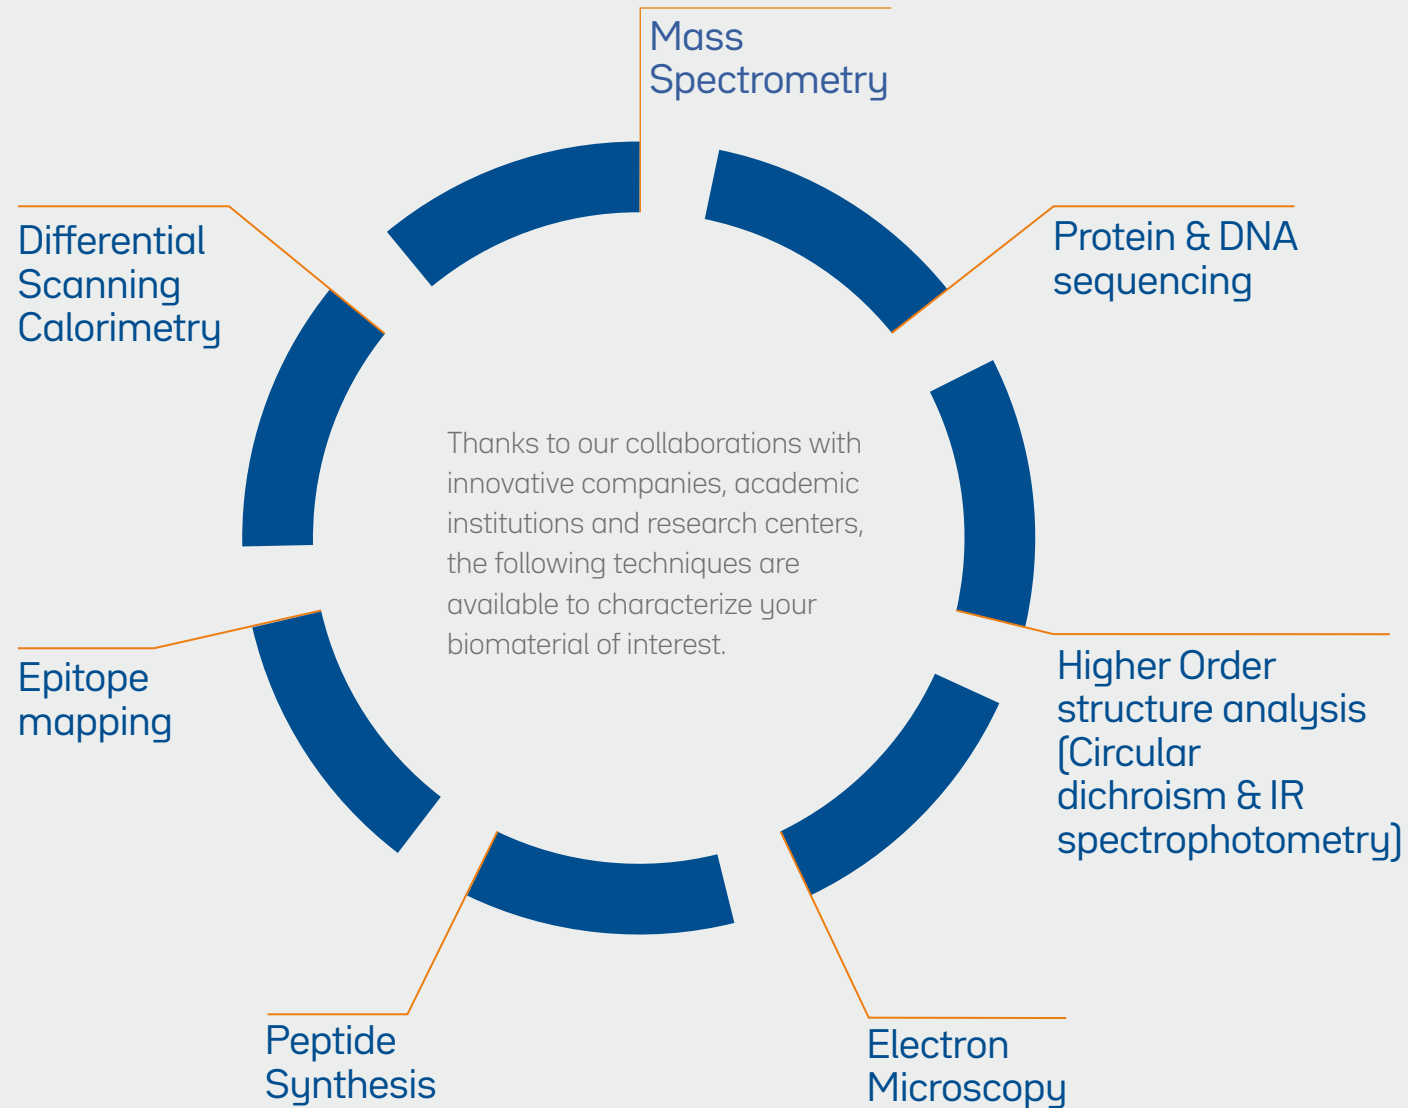 Mass
Spectrometry
Protein & DNA
sequencing
Higher Order
structure analysis
(Circular
dichroism & IR
spectrophotometry)
Electron
Microscopy
Peptide
Synthesis
Epitope
mapping
Differential
Scanning
Calorimetry
Thanks to our collaborations with
innovative companies, academic
institutions and research centers,
the following techniques are
available to characterize your
biomaterial of interest.